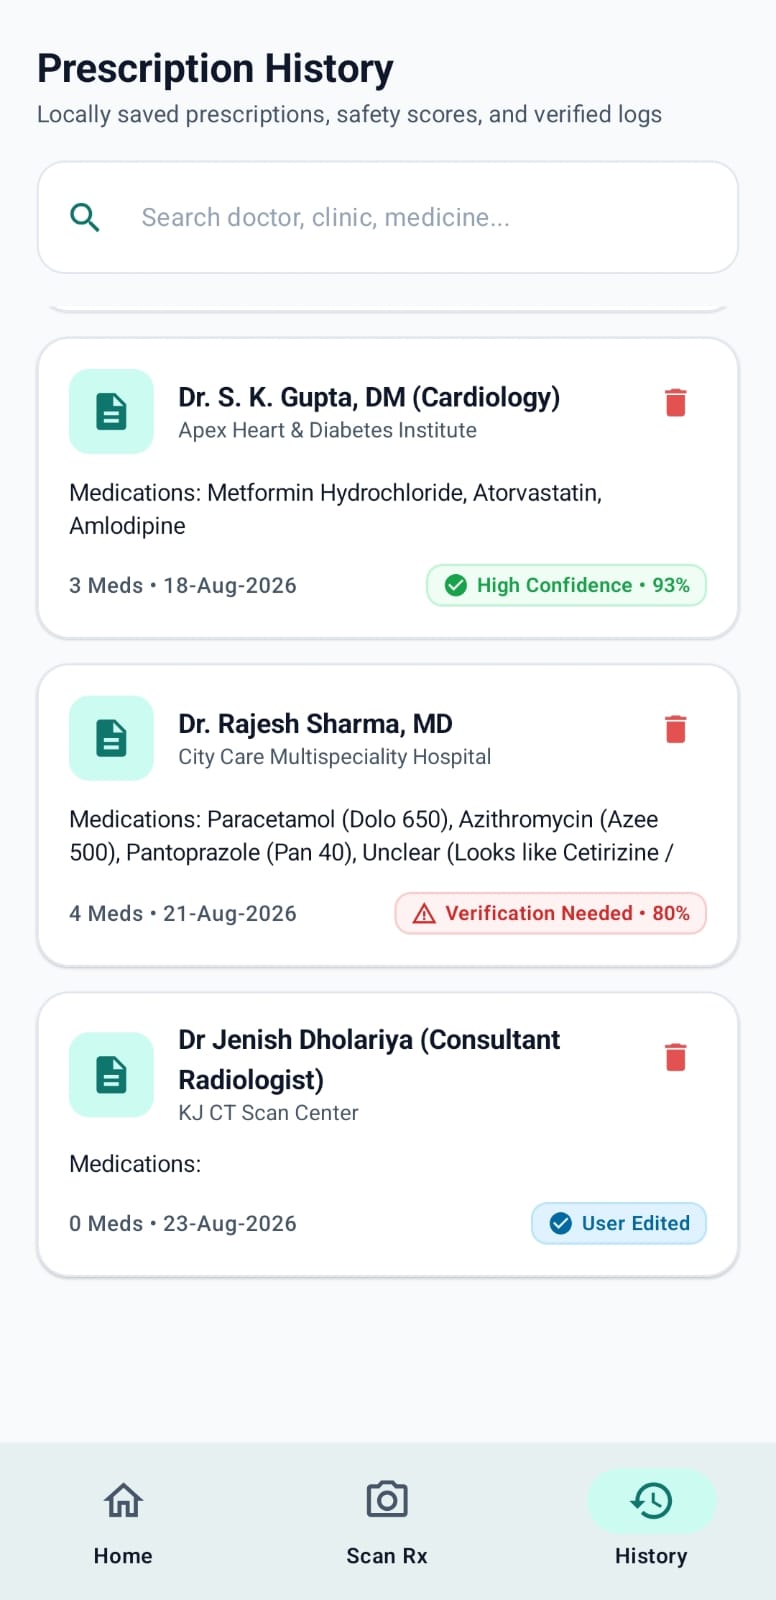 Prescription History
Locally saved prescriptions, safety scores, and verified logs
Search doctor, clinic, medicine...
Dr. S. K. Gupta, DM (Cardiology)
Apex Heart & Diabetes Institute
Medications: Metformin Hydrochloride, Atorvastatin,
Amlodipine
3 Meds • 18-Aug-2026
High Confidence • 93%
Dr. Rajesh Sharma, MD
City Care Multispeciality Hospital
Medications: Paracetamol (Dolo 650), Azithromycin (Azee
500), Pantoprazole (Pan 40), Unclear (Looks like Cetirizine /
4 Meds • 21-Aug-2026
Verification Needed • 80%
Dr Jenish Dholariya (Consultant
Radiologist)
KJ CT Scan Center
Medications:
0 Meds • 23-Aug-2026
User Edited
Home
Scan Rx
History